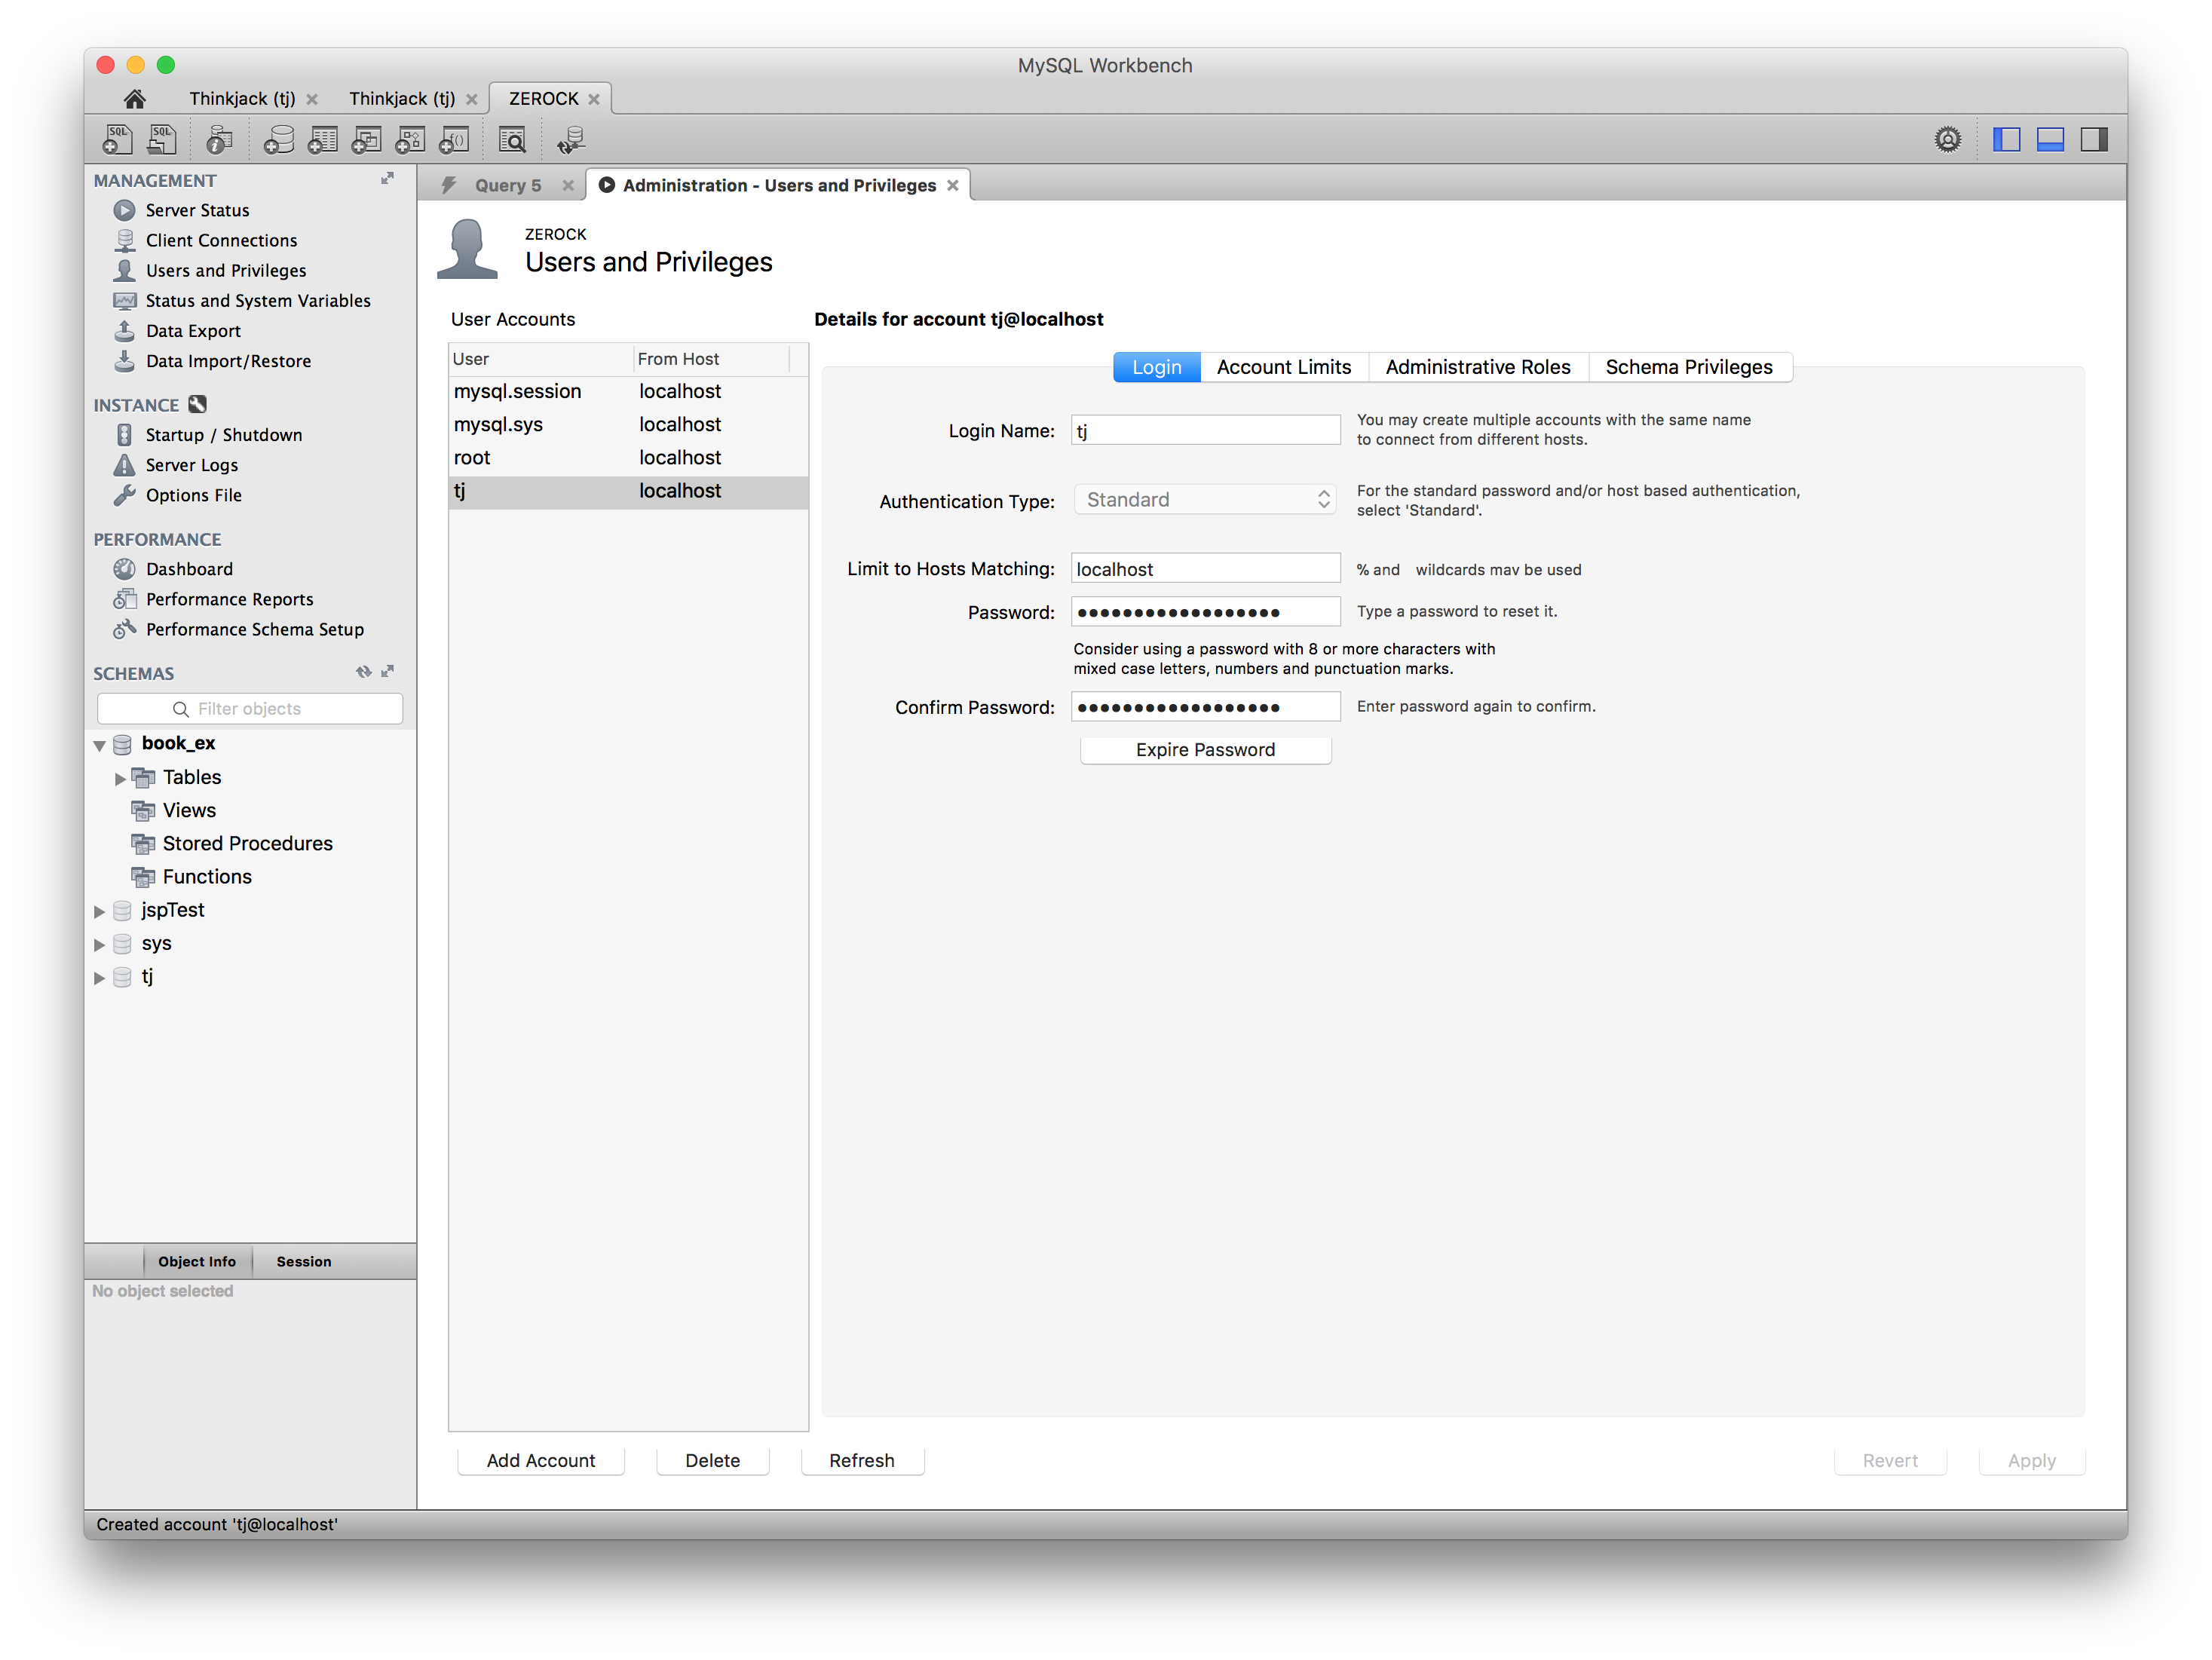 MySQL Workbench
Thinkjack (tj)
Thinkjack (tj)
ZEROCK
MANAGEMENT
Server Status
Client Connections
Users and Privileges
Status and System Variables
Data Export
Data Import/Restore
INSTANCE
Startup / Shutdown
Server Logs
Options File
PERFORMANCE
Dashboard
Performance Reports
Performance Schema Setup
SCHEMAS
Filter objects
book_ex
Tables
Views
Stored Procedures
Functions
jspTest
sys
tj
Object Info
Session
No object selected
Query 5
Administration - Users and Privileges
ZEROCK
Users and Privileges
User Accounts
User From Host
mysql.session localhost
mysql.sys localhost
root localhost
tj localhost
Details for account tj@localhost
Login
Account Limits
Administrative Roles
Schema Privileges
Login Name: tj
You may create multiple accounts with the same name
to connect from different hosts.
Authentication Type: Standard
For the standard password and/or host based authentication,
select 'Standard'.
Limit to Hosts Matching: localhost
% and wildcards may be used
Password: ●●●●●●●●●●●●●●●●●●
Type a password to reset it.
Consider using a password with 8 or more characters with
mixed case letters, numbers and punctuation marks.
Confirm Password: ●●●●●●●●●●●●●●●●●●
Enter password again to confirm.
Expire Password
Add Account
Delete
Refresh
Revert
Apply
Created account 'tj@localhost'